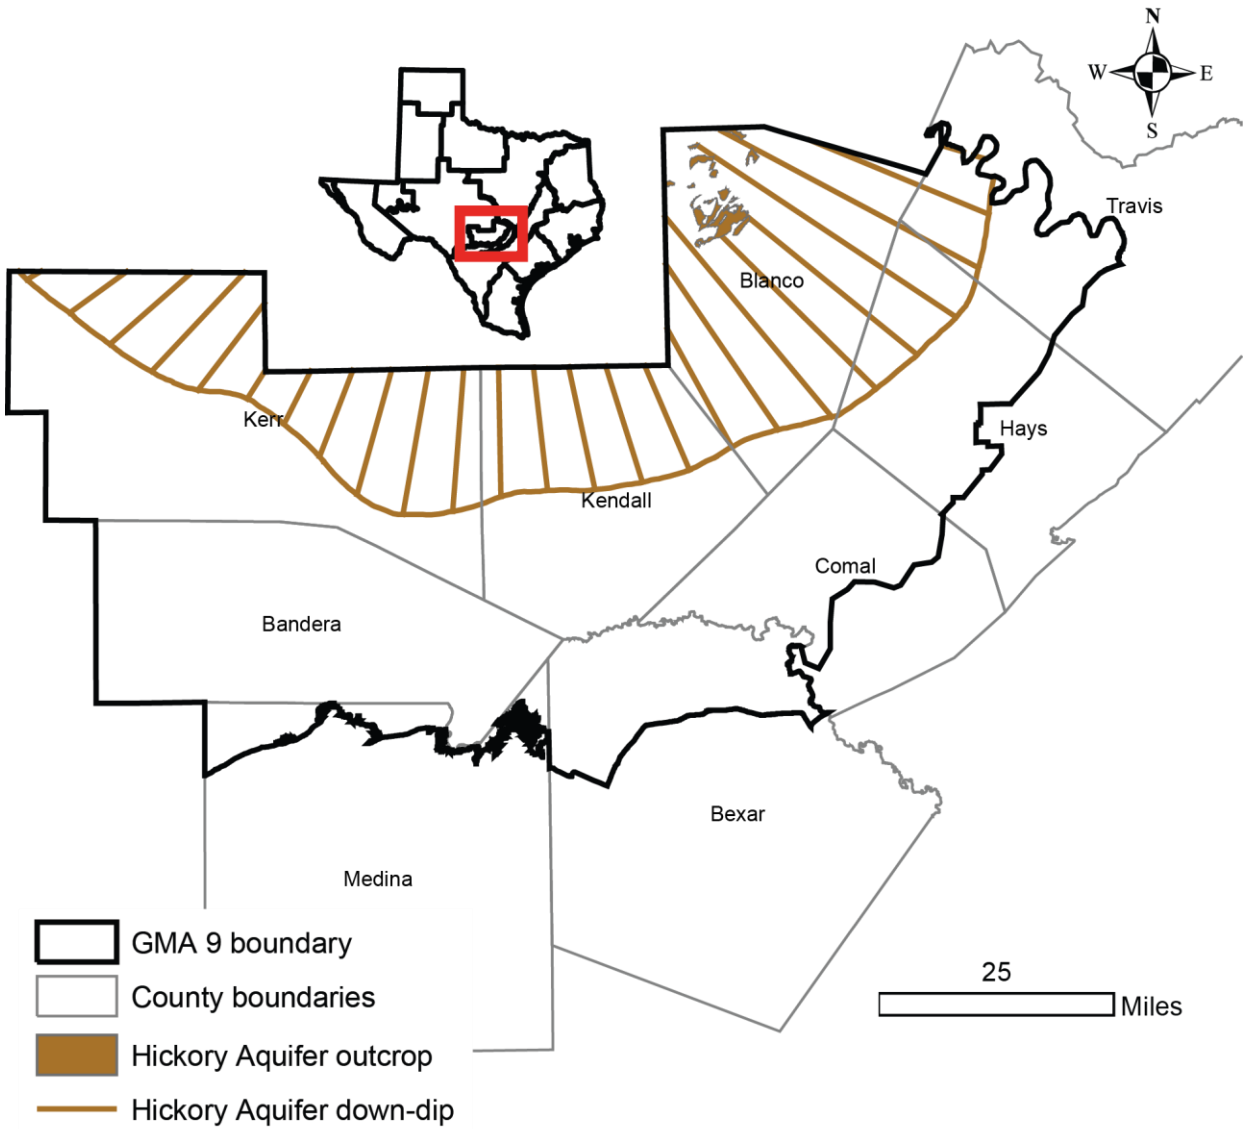 N
W E
S
Travis
Blanco
Kerr
Hays
Kendall
Comal
Bandera
Bexar
Medina
GMA 9 boundary
County boundaries
Hickory Aquifer outcrop
Hickory Aquifer down-dip
25
Miles